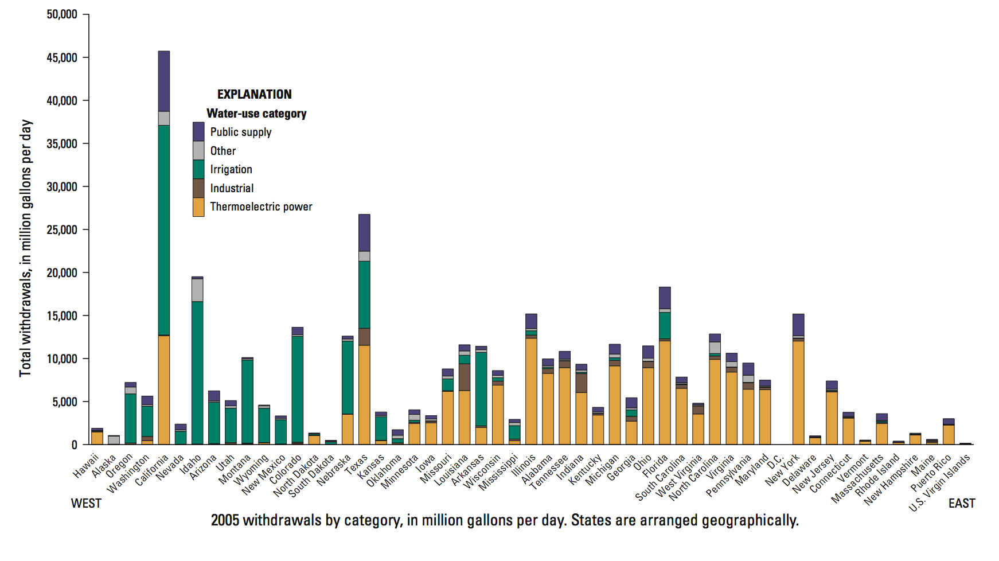 50,000
45,000
40,000
35,000
30,000
25,000
20,000
15,000
10,000
5,000
0
Total withdrawals, in million gallons per day
EXPLANATION
Water-use category
Public supply
Other
Irrigation
Industrial
Thermoelectric power
Hawaii
Alaska
Oregon
Washington
California
Nevada
Idaho
Arizona
Utah
Montana
Wyoming
New Mexico
Colorado
North Dakota
South Dakota
Nebraska
Texas
Kansas
Oklahoma
Minnesota
Iowa
Missouri
Louisiana
Arkansas
Wisconsin
Mississippi
Illinois
Alabama
Tennessee
Indiana
Kentucky
Michigan
Georgia
Ohio
Florida
South Carolina
West Virginia
North Carolina
Virginia
Pennsylvania
Maryland
D.C.
New York
Delaware
New Jersey
Connecticut
Vermont
Massachusetts
Rhode Island
New Hampshire
Maine
Puerto Rico
U.S. Virgin Islands
WEST
EAST
2005 withdrawals by category, in million gallons per day. States are arranged geographically.